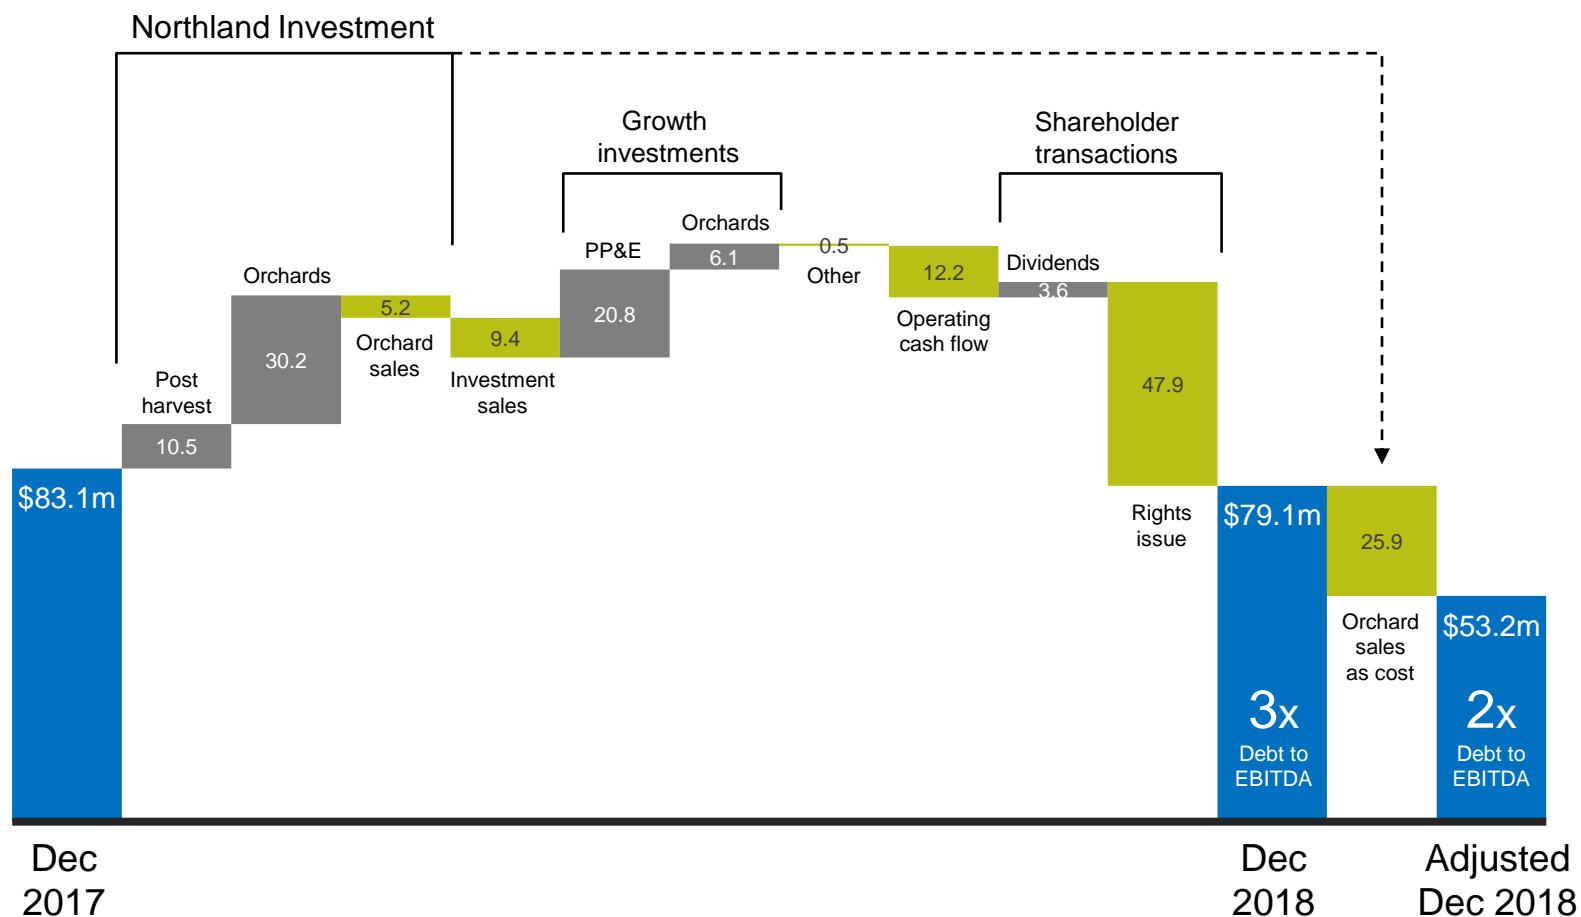 Northland Investment
Growth
investments
Shareholder
transactions
Orchards
PP&E
6.1
0.5
Other
12.2
Dividends
3.6
Orchards
5.2
20.8
30.2
Orchard
sales
9.4
Operating
cash flow
Post
harvest
Investment
sales
47.9
10.5
$83.1m
Rights
issue
$79.1m
25.9
Orchard
sales
as cost
$53.2m
3x
Debt to
EBITDA
2x
Debt to
EBITDA
Dec
2017
Dec
2018
Adjusted
Dec 2018